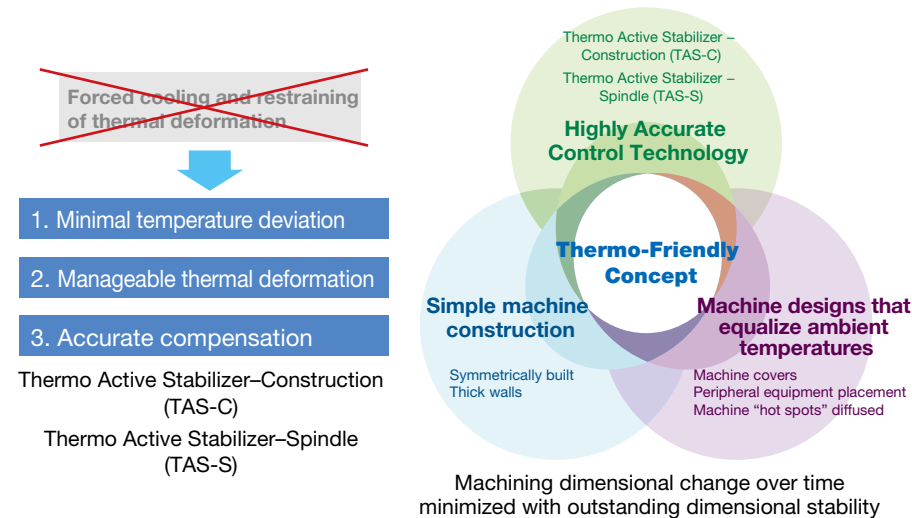 Forced cooling and restraining
of thermal deformation
1. Minimal temperature deviation
2. Manageable thermal deformation
3. Accurate compensation
Thermo Active Stabilizer–Construction
(TAS-C)
Thermo Active Stabilizer–Spindle
(TAS-S)
Thermo Active Stabilizer –
Construction (TAS-C)
Thermo Active Stabilizer –
Spindle (TAS-S)
Highly Accurate
Control Technology
Thermo-Friendly
Concept
Simple machine
construction
Symmetrically built
Thick walls
Machine designs that
equalize ambient
temperatures
Machine covers
Peripheral equipment placement
Machine “hot spots” diffused
Machining dimensional change over time
minimized with outstanding dimensional stability